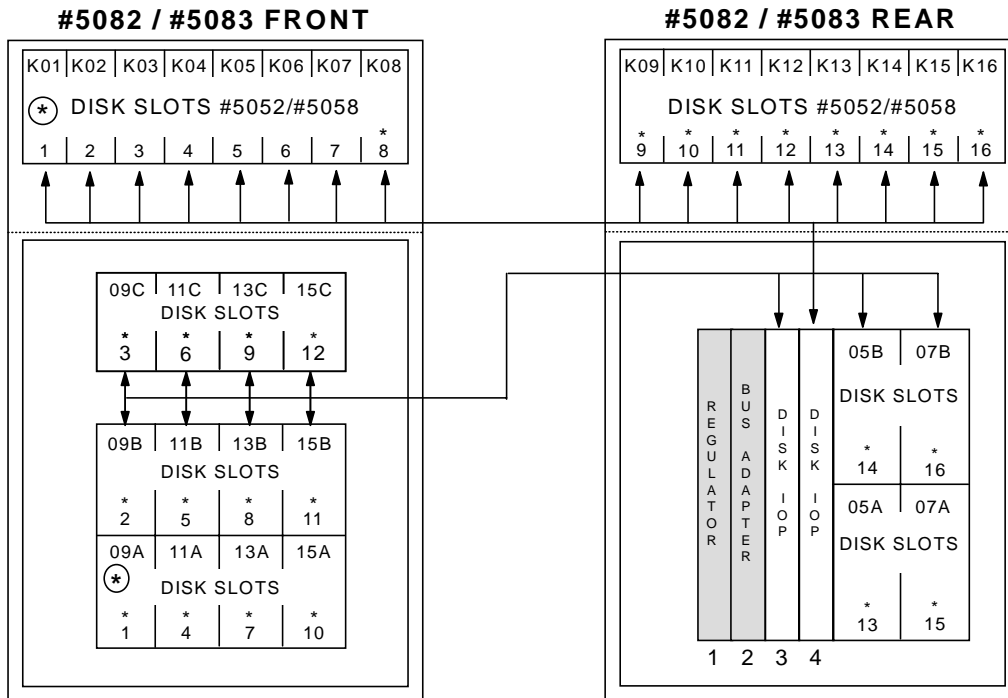 #5082 / #5083 FRONT
K01 K02 K03 K04 K05 K06 K07 K08
* DISK SLOTS #5052/#5058
*
1 2 3 4 5 6 7 8
09C 11C 13C 15C
DISK SLOTS
* * * *
3 6 9 12
09B 11B 13B 15B
DISK SLOTS
* * * *
2 5 8 11
09A 11A 13A 15A
*
DISK SLOTS
* * * *
1 4 7 10
#5082 / #5083 REAR
K09 K10 K11 K12 K13 K14 K15 K16
DISK SLOTS #5052/#5058
* * * * * * * *
9 10 11 12 13 14 15 16
REGULATOR
BUS ADAPTER
DISK IOP
DISK IOP
05B 07B
DISK SLOTS
* *
14 16
05A 07A
DISK SLOTS
* *
13 15
1 2 3 4